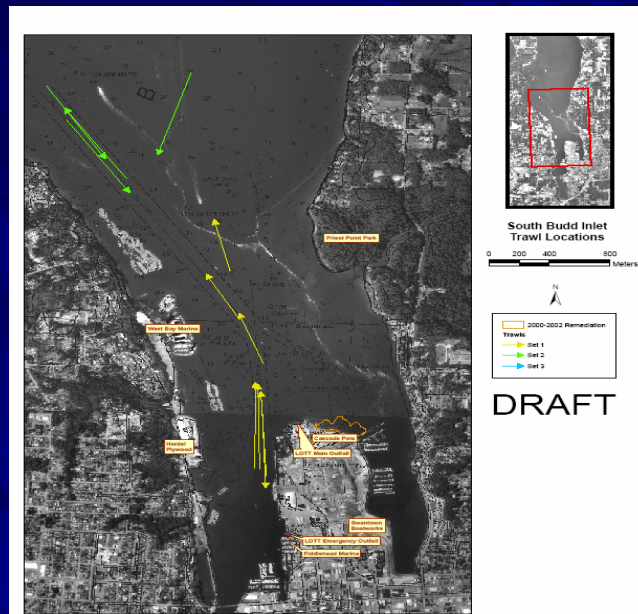 Priest Point Park
West Bay Marina
Hardel
Plywood
Cascade Pole
LOTT Main Outfall
Swantown
Boatworks
LOTT Emergency Outfall
Fiddlehead Marina
South Budd Inlet
Trawl Locations
0 200 400 800
Meters
N
2000-2002 Remediation
Trawls
Set 1
Set 2
Set 3
DRAFT